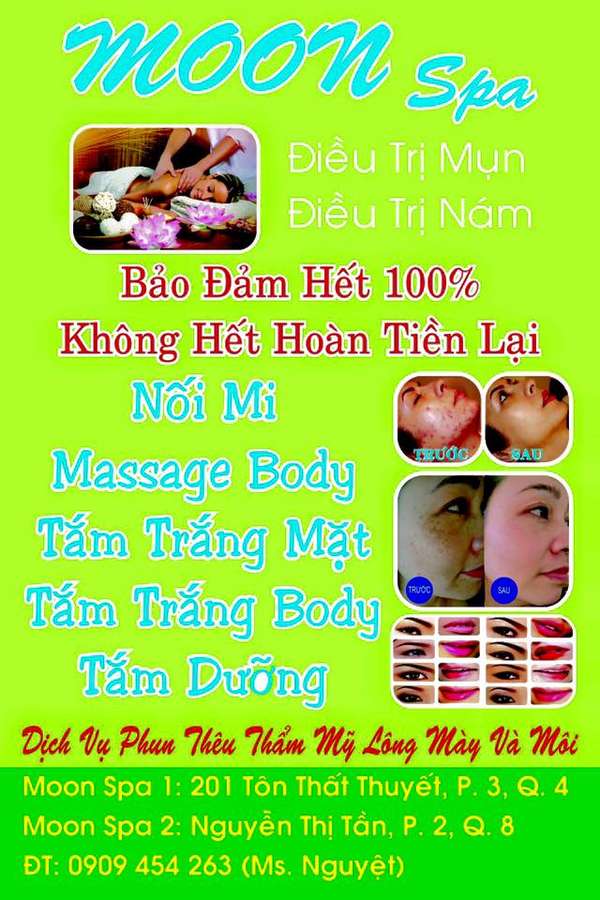 MOON Spa
Điều Trị Mụn
Điều Trị Nám
Bảo Đảm Hết 100%
Không Hết Hoàn Tiền Lại
Nối Mi
TRƯỚC SAU
Massage Body
Tắm Trắng Mặt
TRƯỚC SAU
Tắm Trắng Body
Tắm Dưỡng
Dịch Vụ Phun Thêu Thẩm Mỹ Lông Mày Và Môi
Moon Spa 1: 201 Tôn Thất Thuyết, P. 3, Q. 4
Moon Spa 2: Nguyễn Thị Tần, P. 2, Q. 8
ĐT: 0909 454 263 (Ms. Nguyệt)